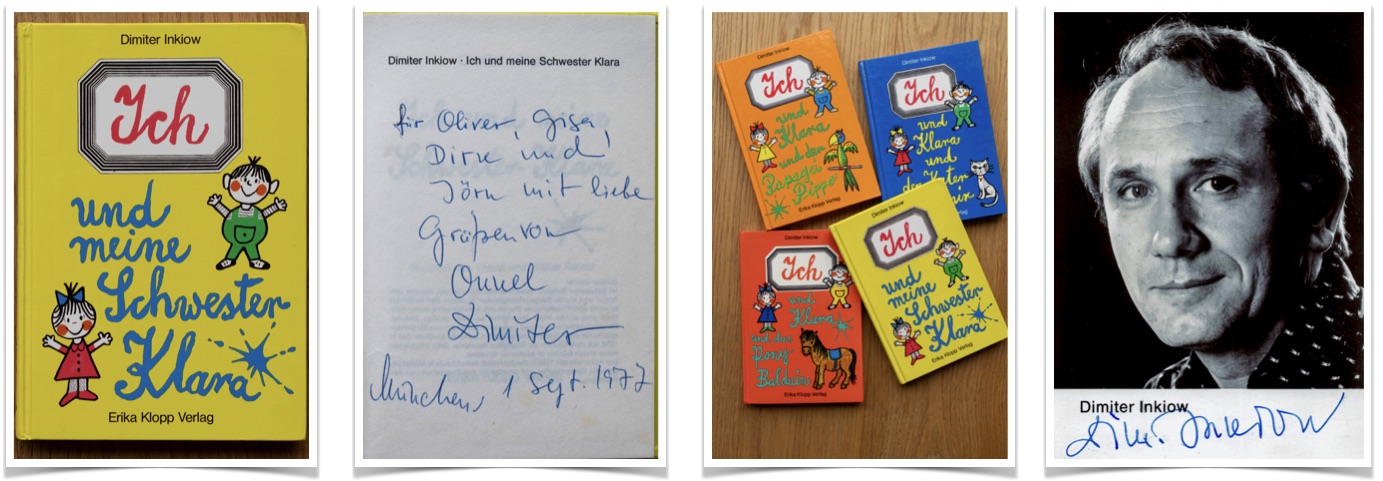 Dimiter Inkiow
Ich
und
meine
Schwester
Klara
Erika Klopp Verlag
Dimiter Inkiow · Ich und meine Schwester Klara
für Oliver, Gisa,
Dirk und
Jörn mit liebe
Grüßen von
Onkel
Dimiter
München, 1 Sept. 1977
Dimiter Inkiow
Ich
und
Klara
und der
Papagei
Pippo
Erika Klopp Verlag
Dimiter Inkiow
Ich
und
Klara
und
der Kater
Verlag
Dimiter Inkiow
Ich
und
Klara
und das
Pony
Balduin
Erika Klopp Verlag
Dimiter Inkiow
Ich
und
meine
Schwester
Klara
Erika Klopp Verlag
Dimiter Inkiow
Dimi. Inkiow